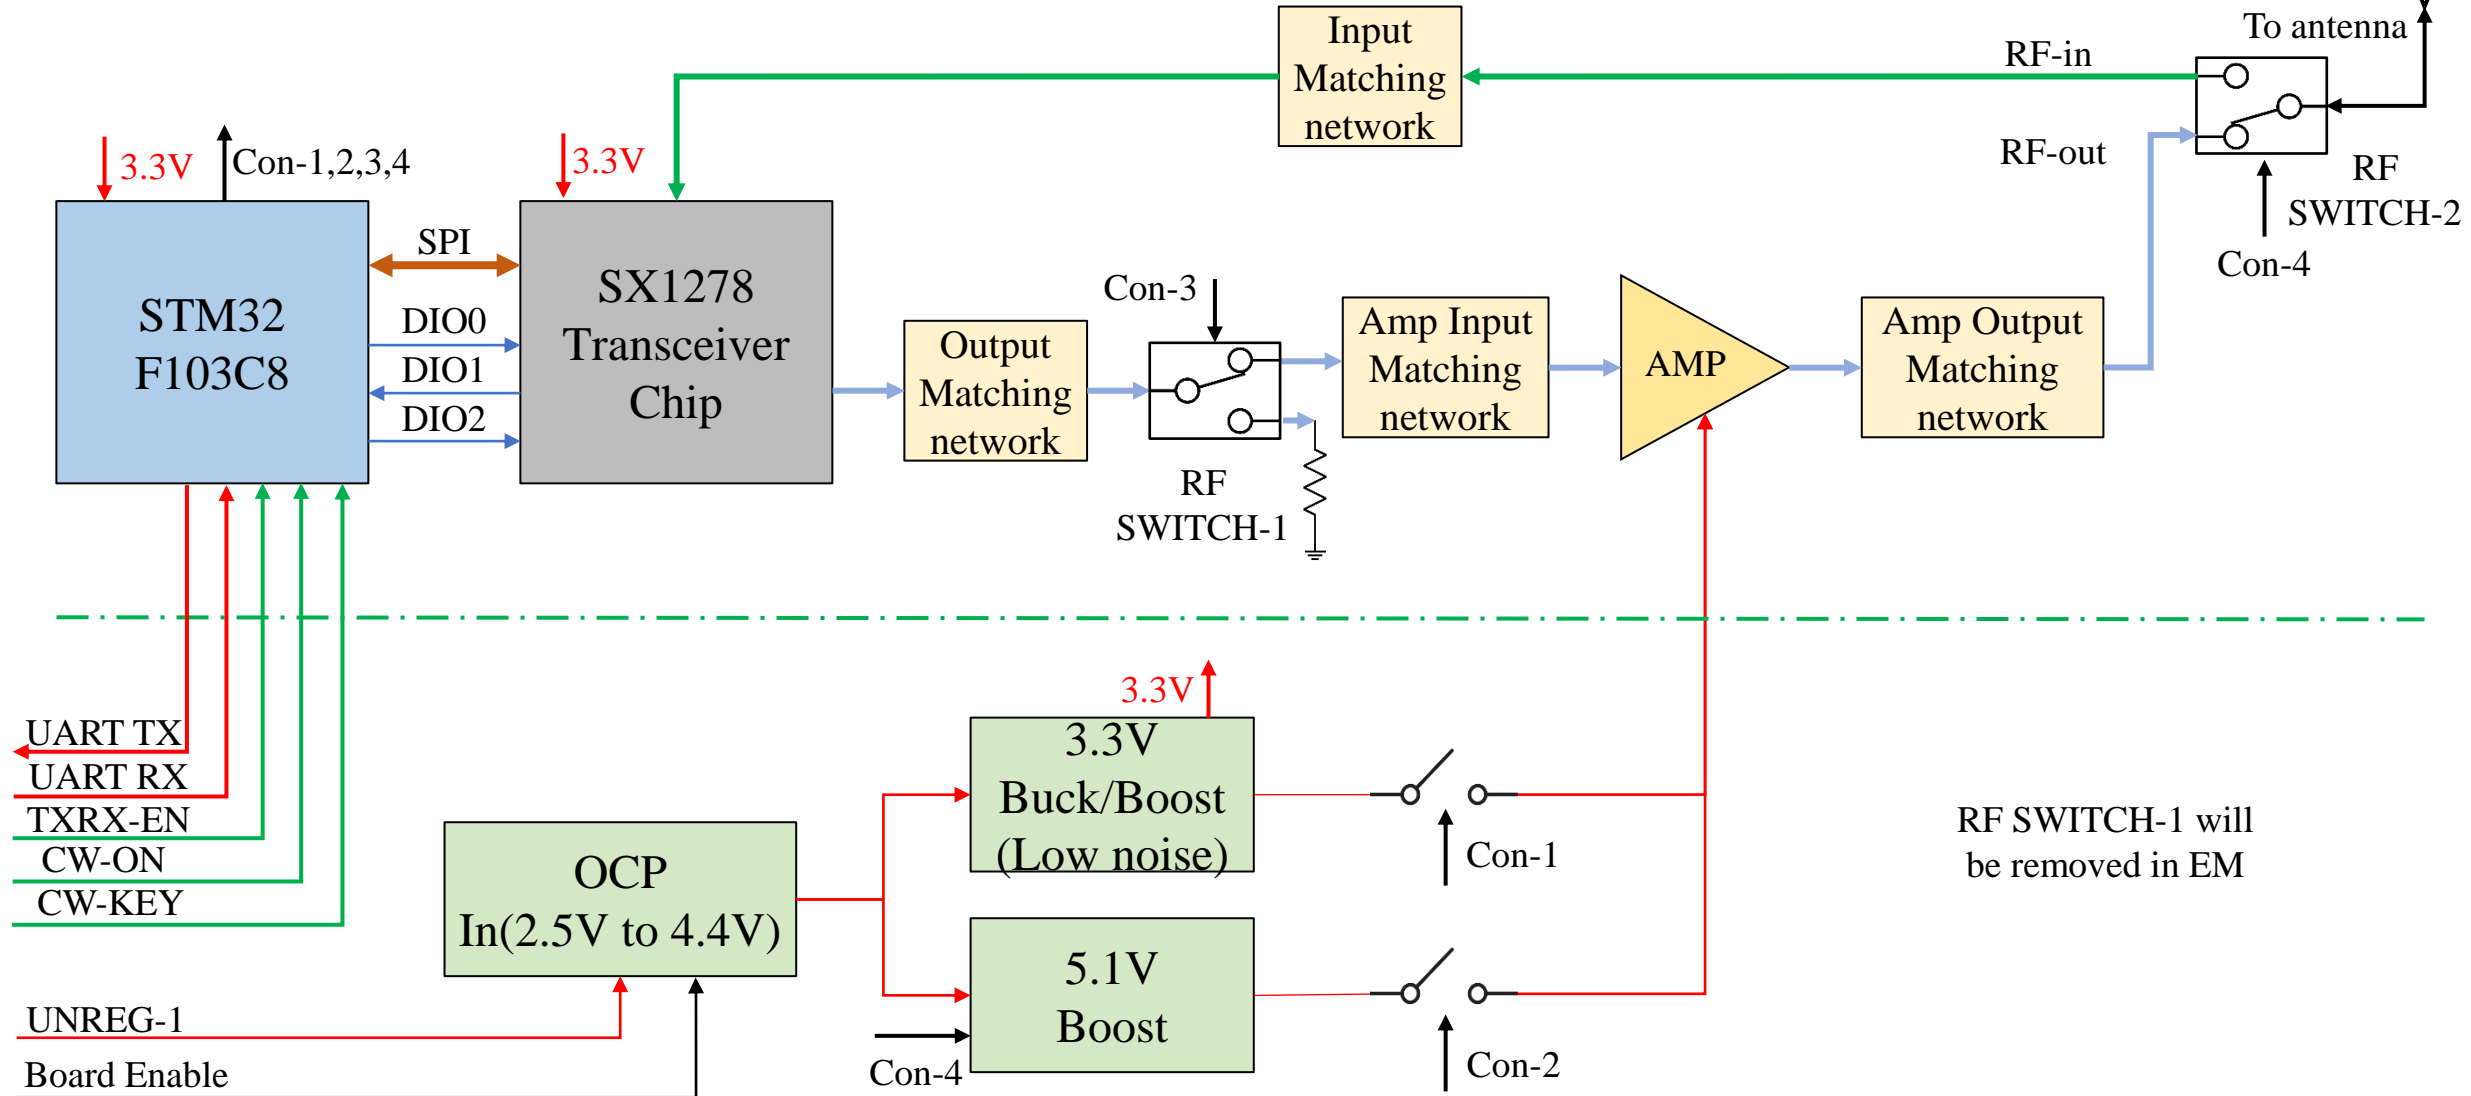 Input
Matching
network
To antenna
RF-in
RF-out
RF
SWITCH-2
Con-4
3.3V
Con-1,2,3,4
3.3V
STM32
F103C8
SPI
DIO0
DIO1
DIO2
SX1278
Transceiver
Chip
Output
Matching
network
Con-3
RF
SWITCH-1
Amp Input
Matching
network
AMP
Amp Output
Matching
network
UART TX
UART RX
TXRX-EN
CW-ON
CW-KEY
UNREG-1
Board Enable
OCP
In(2.5V to 4.4V)
3.3V
3.3V
Buck/Boost
(Low noise)
Con-1
5.1V
Boost
Con-4
Con-2
RF SWITCH-1 will
be removed in EM